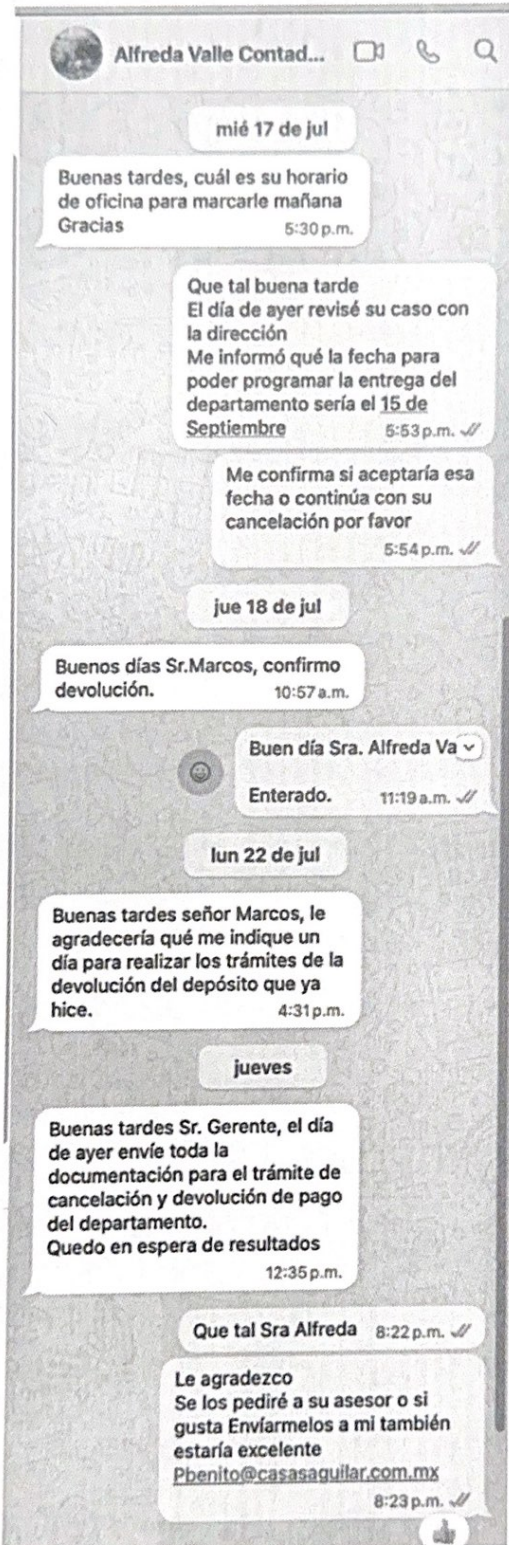 Alfreda Valle Contad...
mié 17 de jul
Buenas tardes, cuál es su horario
de oficina para marcarle mañana
Gracias
5:30 p.m.
Que tal buena tarde
El día de ayer revisé su caso con
la dirección
Me informó qué la fecha para
poder programar la entrega del
departamento sería el 15 de
Septiembre
5:53 p.m.
Me confirma si aceptaría esa
fecha o continúa con su
cancelación por favor
5:54 p.m.
jue 18 de jul
Buenos días Sr.Marcos, confirmo
devolución.
10:57 a.m.
Buen día Sra. Alfreda Va
Enterado.
11:19 a.m.
lun 22 de jul
Buenas tardes señor Marcos, le
agradecería qué me indique un
día para realizar los trámites de la
devolución del depósito que ya
hice.
4:31 p.m.
jueves
Buenas tardes Sr. Gerente, el día
de ayer envíe toda la
documentación para el trámite de
cancelación y devolución de pago
del departamento.
Quedo en espera de resultados
12:35 p.m.
Que tal Sra Alfreda
8:22 p.m.
Le agradezco
Se los pediré a su asesor o si
gusta Envíarmelos a mi también
estaría excelente
Pbenito@casasaguilar.com.mx
8:23 p.m.